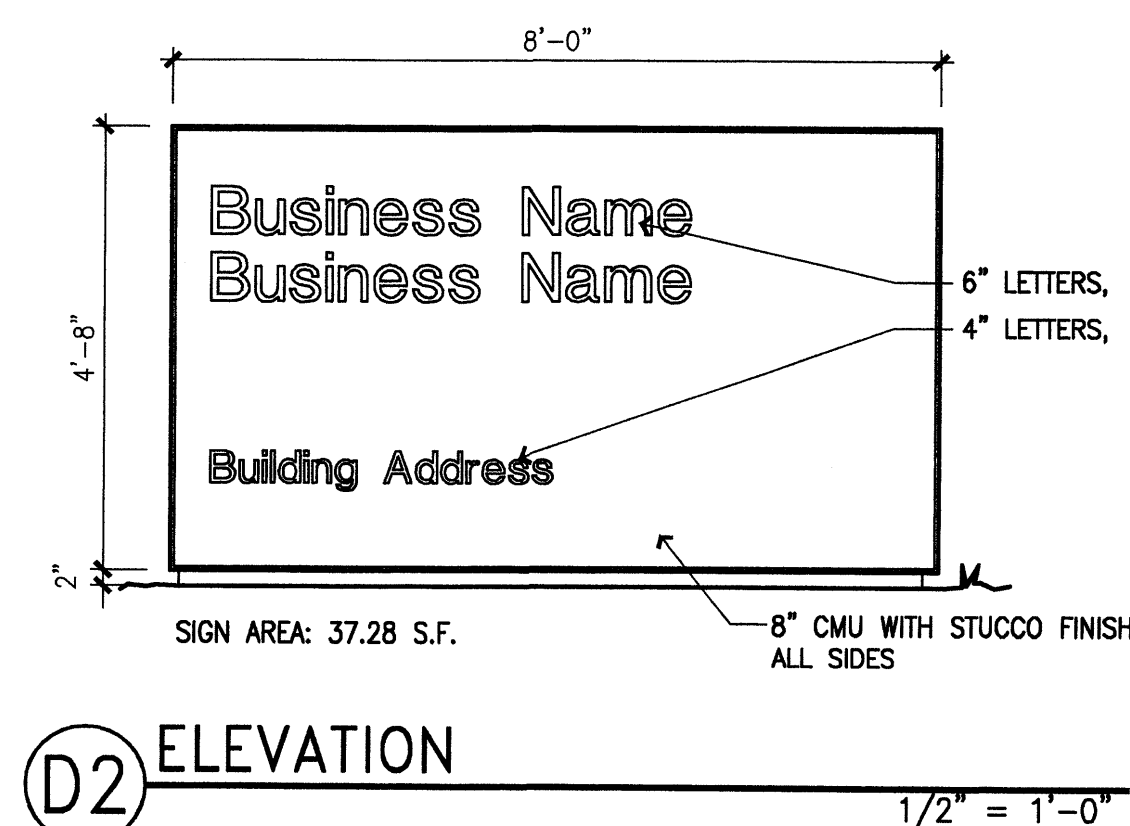 8'-0"
Business Name
Business Name
6" LETTERS,
4" LETTERS,
4'-8"
Building Address
2"
SIGN AREA: 37.28 S.F.
8" CMU WITH STUCCO FINISH
ALL SIDES
D2 ELEVATION
1/2" = 1'-0"